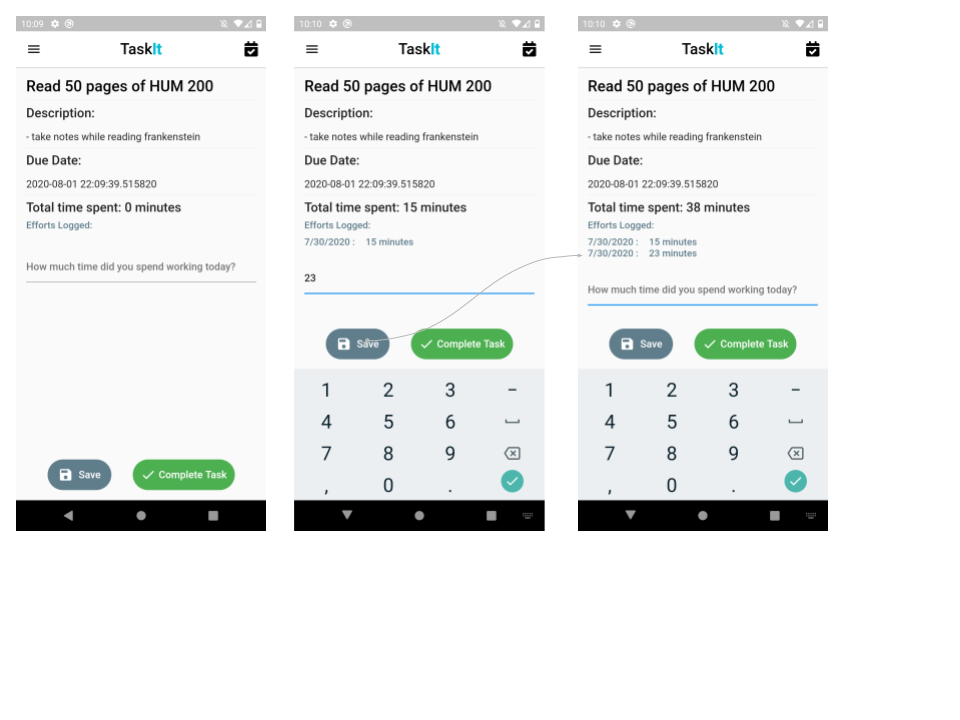 10:09
TaskIt
Read 50 pages of HUM 200
Description:
- take notes while reading frankenstein
Due Date:
2020-08-01 22:09:39.515820
Total time spent: 0 minutes
Efforts Logged:
How much time did you spend working today?
Save
Complete Task
10:10
TaskIt
Read 50 pages of HUM 200
Description:
- take notes while reading frankenstein
Due Date:
2020-08-01 22:09:39.515820
Total time spent: 15 minutes
Efforts Logged:
7/30/2020 : 15 minutes
23
Save
Complete Task
1 2 3 –
4 5 6
7 8 9
, 0 .
10:10
TaskIt
Read 50 pages of HUM 200
Description:
- take notes while reading frankenstein
Due Date:
2020-08-01 22:09:39.515820
Total time spent: 38 minutes
Efforts Logged:
7/30/2020 : 15 minutes
7/30/2020 : 23 minutes
How much time did you spend working today?
Save
Complete Task
1 2 3 –
4 5 6
7 8 9
, 0 .